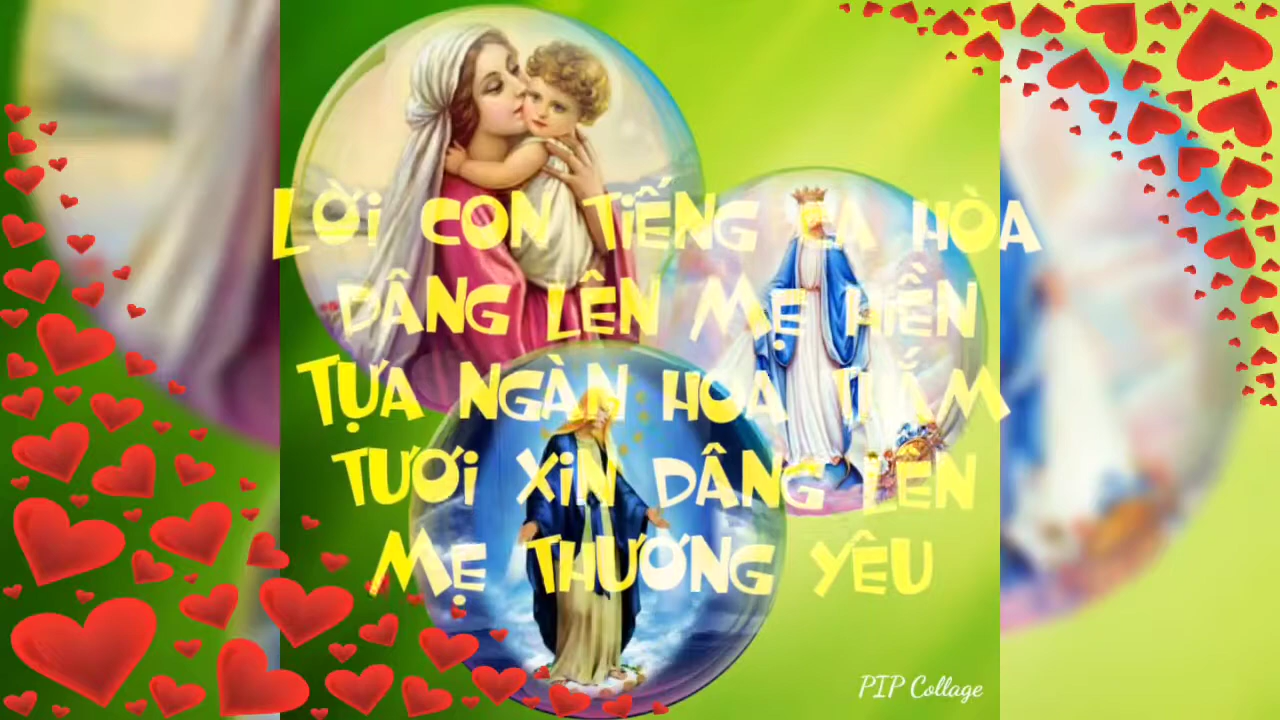 LỜI CON TIẾNG CA HÒA
DÂNG LÊN MẸ HIỀN
TỰA NGÀN HOA THẮM
TƯƠI XIN DÂNG LÊN
MẸ THƯƠNG YÊU
PIP Collage